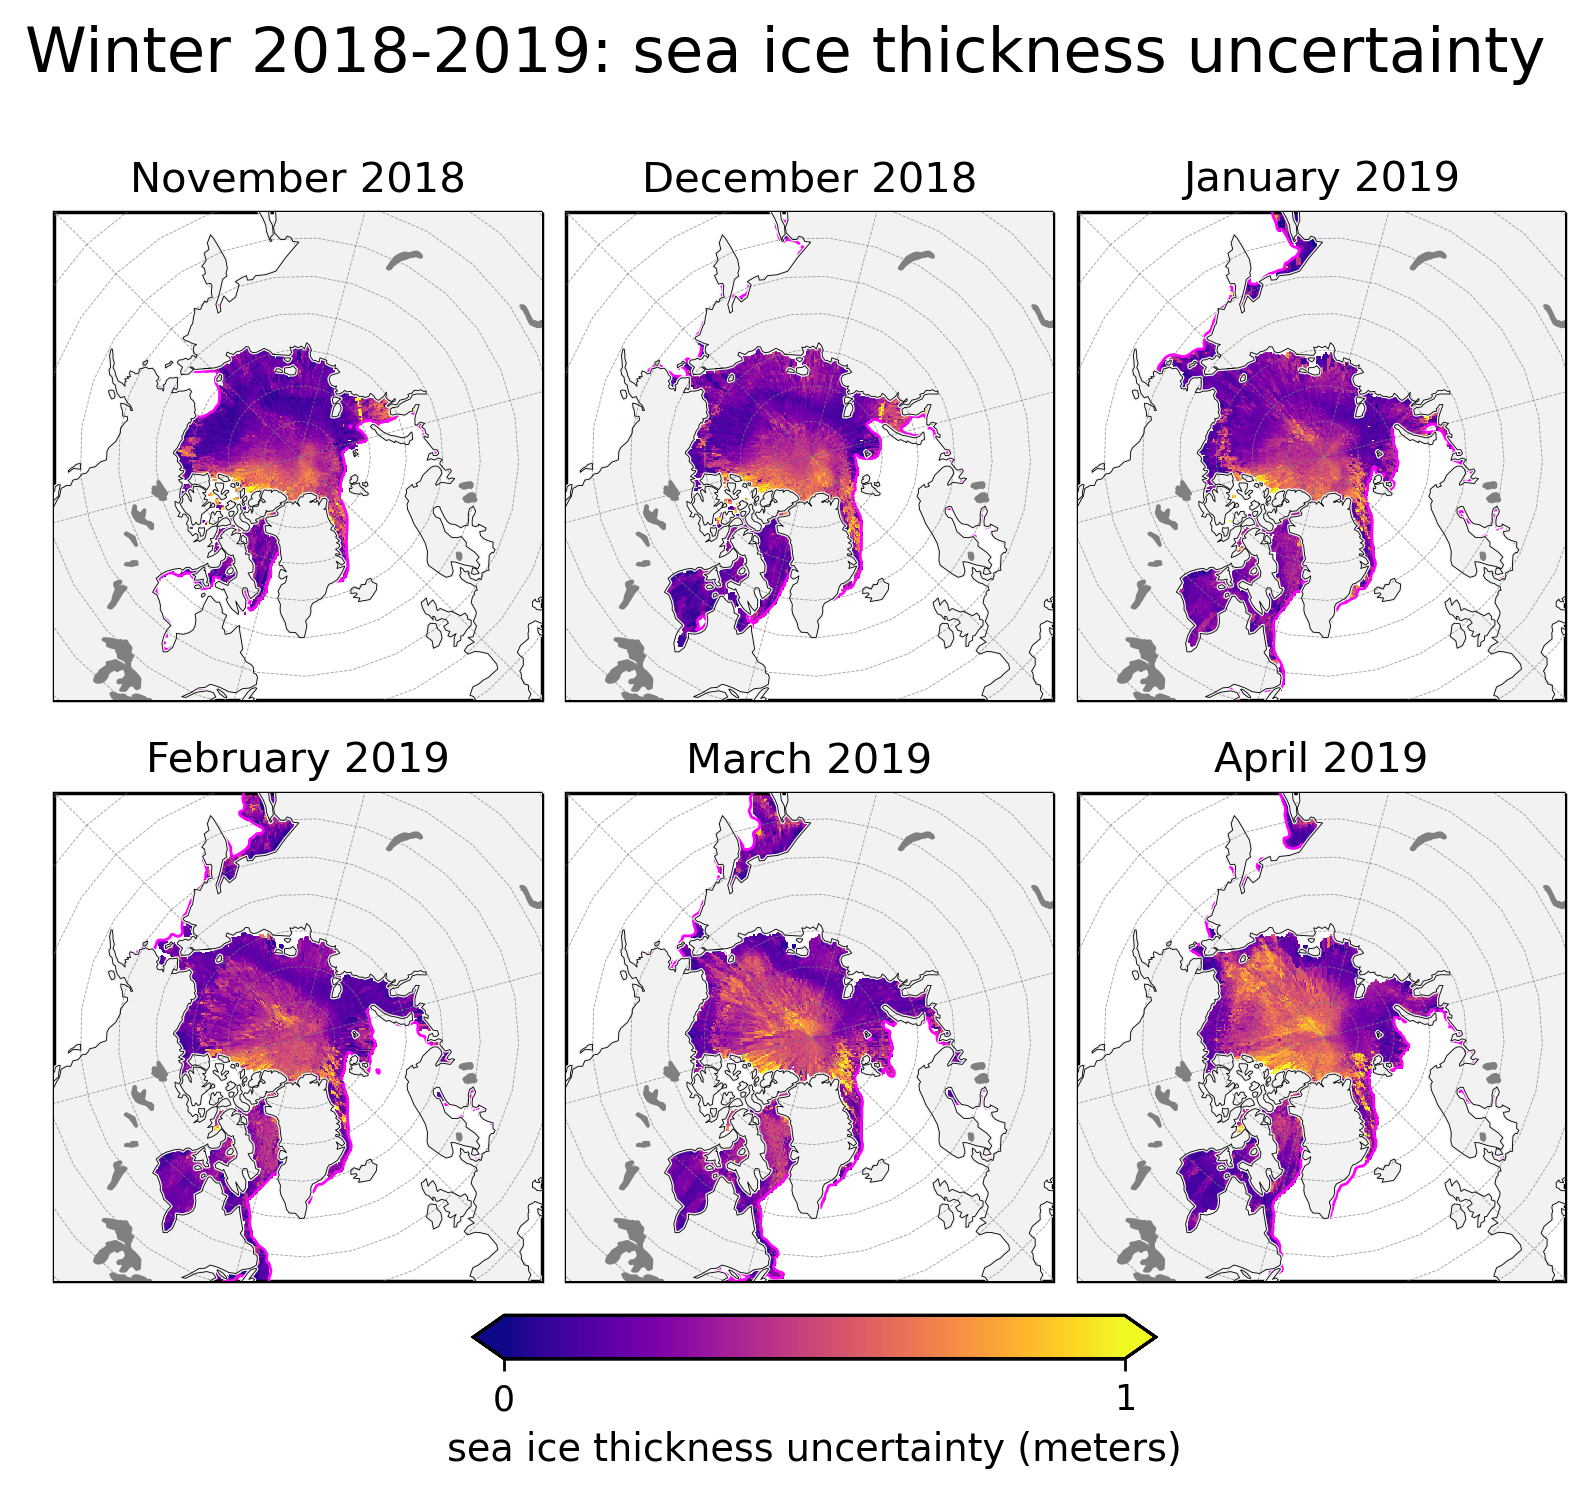 Winter 2018-2019: sea ice thickness uncertainty
November 2018
December 2018
January 2019
February 2019
March 2019
April 2019
0
1
sea ice thickness uncertainty (meters)